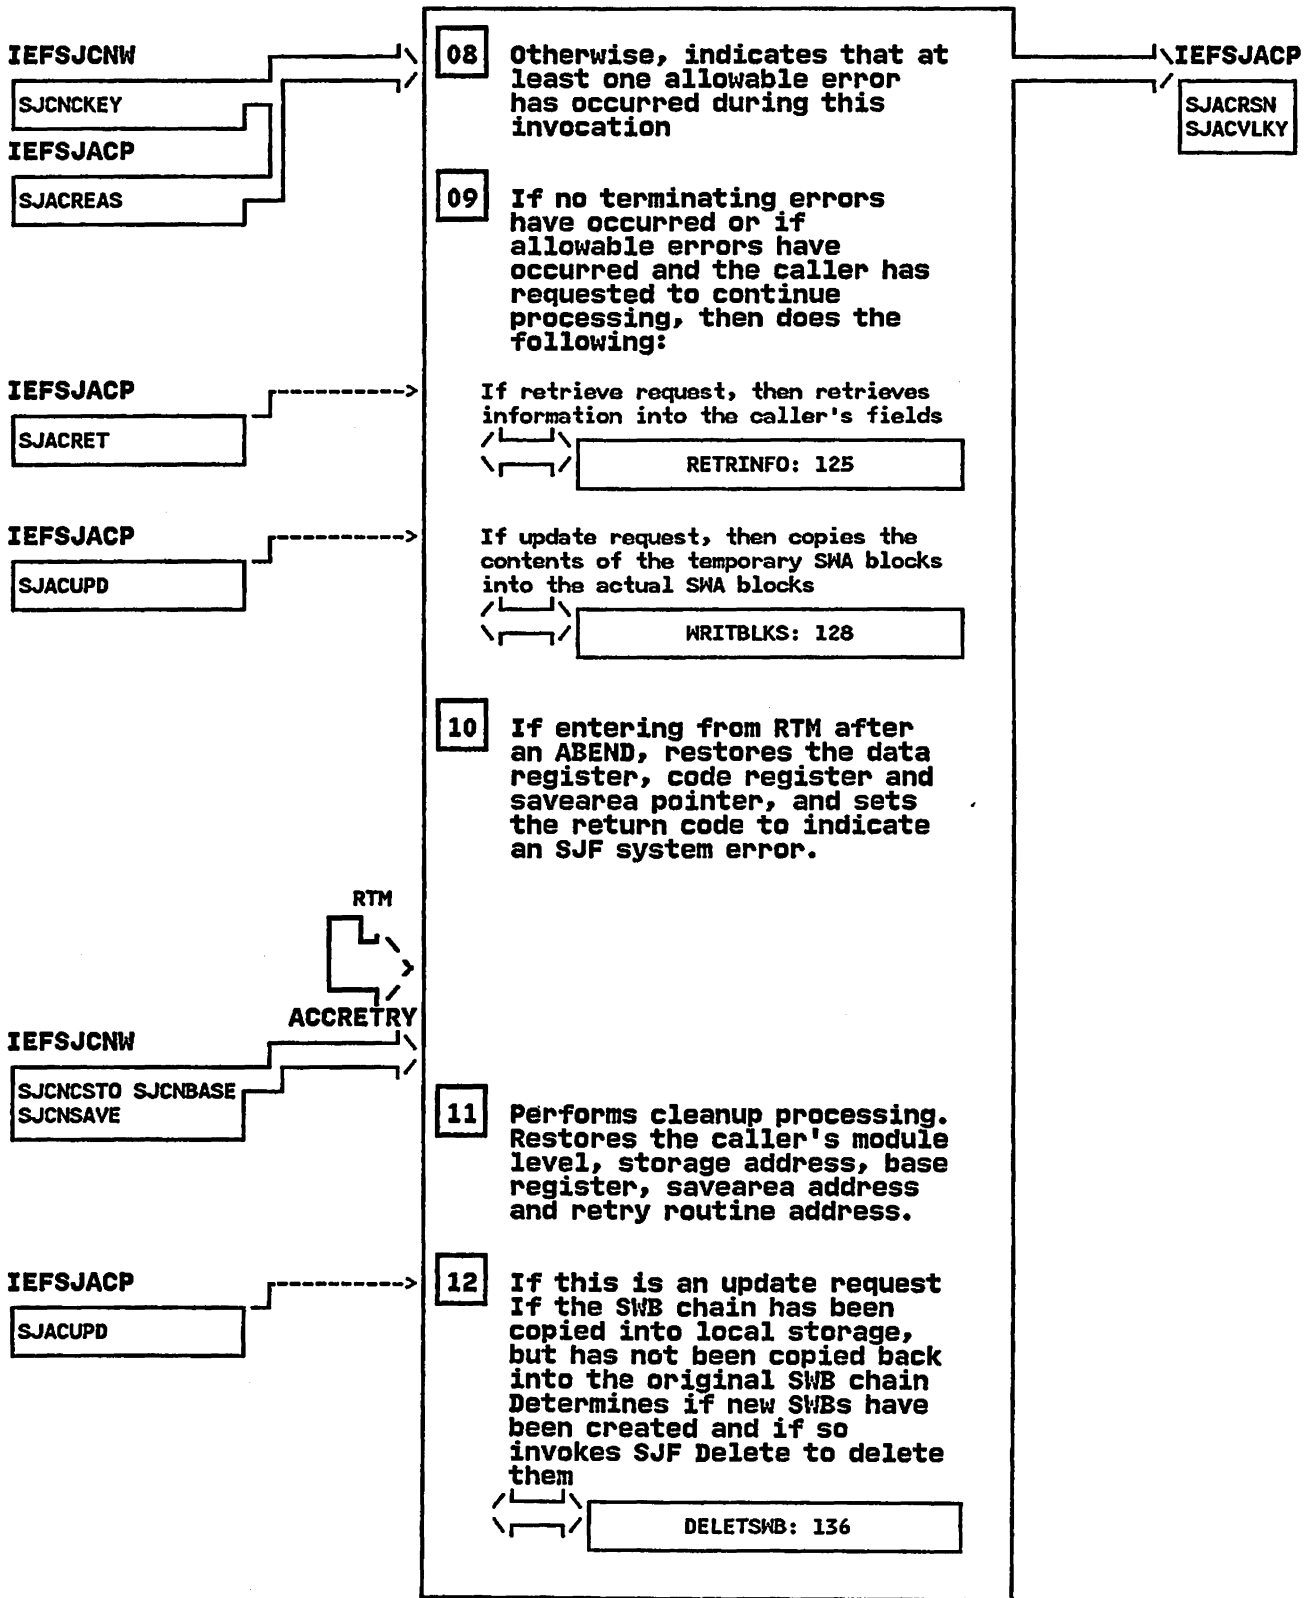 IEFSJCNW
SJCNCKEY
IEFSJACP
SJACREAS
08 Otherwise, indicates that at
least one allowable error
has occurred during this
invocation
IEFSJACP
SJACRSN
SJACVLKY
09 If no terminating errors
have occurred or if
allowable errors have
occurred and the caller has
requested to continue
processing, then does the
following:
IEFSJACP
SJACRET
If retrieve request, then retrieves
information into the caller's fields
RETRINFO: 125
IEFSJACP
SJACUPD
If update request, then copies the
contents of the temporary SWA blocks
into the actual SWA blocks
WRITBLKS: 128
10 If entering from RTM after
an ABEND, restores the data
register, code register and
savearea pointer, and sets
the return code to indicate
an SJF system error.
RTM
ACCRETRY
IEFSJCNW
SJCNCSTO SJCNBASE
SJCNSAVE
11 Performs cleanup processing.
Restores the caller's module
level, storage address, base
register, savearea address
and retry routine address.
IEFSJACP
SJACUPD
12 If this is an update request
If the SWB chain has been
copied into local storage,
but has not been copied back
into the original SWB chain
Determines if new SWBs have
been created and if so
invokes SJF Delete to delete
them
DELETSWB: 136